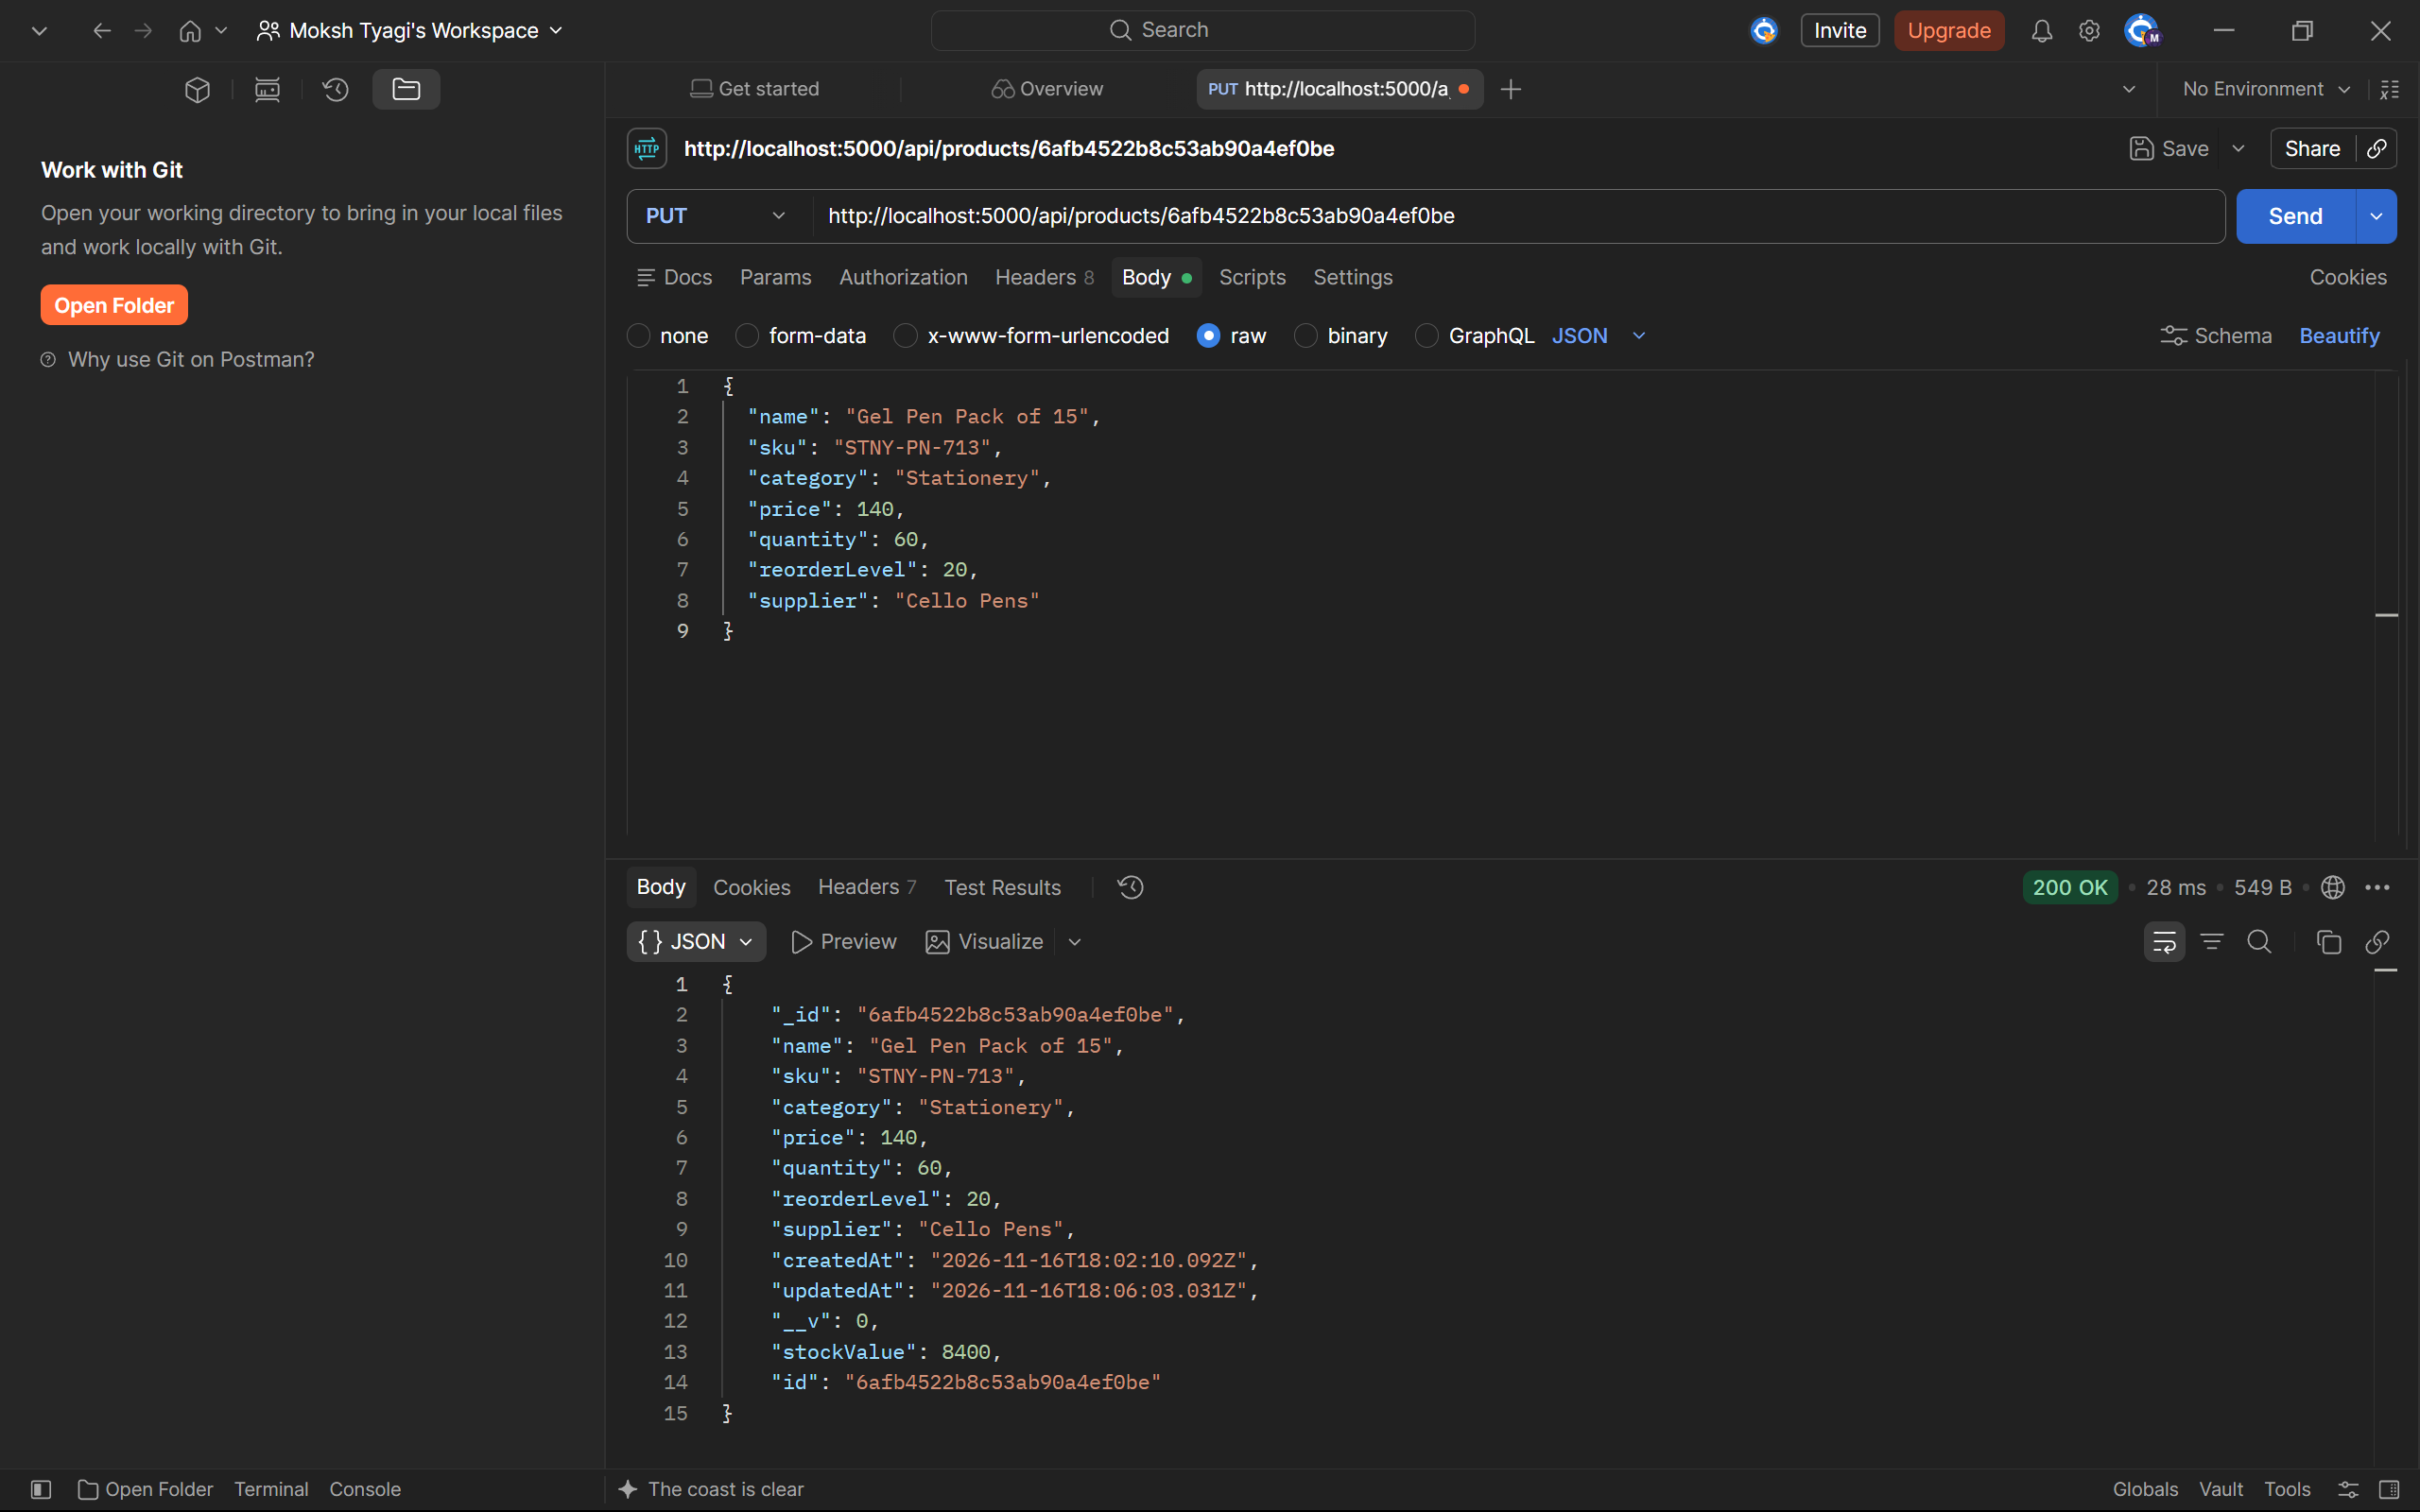 Moksh Tyagi's Workspace
Search
Invite
Upgrade
M
Get started
Overview
PUT http://localhost:5000/a
No Environment
Work with Git
Open your working directory to bring in your local files
and work locally with Git.
Open Folder
Why use Git on Postman?
HTTP http://localhost:5000/api/products/6afb4522b8c53ab90a4ef0be
Save
Share
PUT http://localhost:5000/api/products/6afb4522b8c53ab90a4ef0be
Send
Docs Params Authorization Headers 8 Body Scripts Settings Cookies
none form-data x-www-form-urlencoded raw binary GraphQL JSON Schema Beautify
1 {
2 "name": "Gel Pen Pack of 15",
3 "sku": "STNY-PN-713",
4 "category": "Stationery",
5 "price": 140,
6 "quantity": 60,
7 "reorderLevel": 20,
8 "supplier": "Cello Pens"
9 }
Body Cookies Headers 7 Test Results 200 OK • 28 ms • 549 B •
{} JSON Preview Visualize
1 {
2 "_id": "6afb4522b8c53ab90a4ef0be",
3 "name": "Gel Pen Pack of 15",
4 "sku": "STNY-PN-713",
5 "category": "Stationery",
6 "price": 140,
7 "quantity": 60,
8 "reorderLevel": 20,
9 "supplier": "Cello Pens",
10 "createdAt": "2026-11-16T18:02:10.092Z",
11 "updatedAt": "2026-11-16T18:06:03.031Z",
12 "__v": 0,
13 "stockValue": 8400,
14 "id": "6afb4522b8c53ab90a4ef0be"
15 }
Open Folder Terminal Console The coast is clear Globals Vault Tools